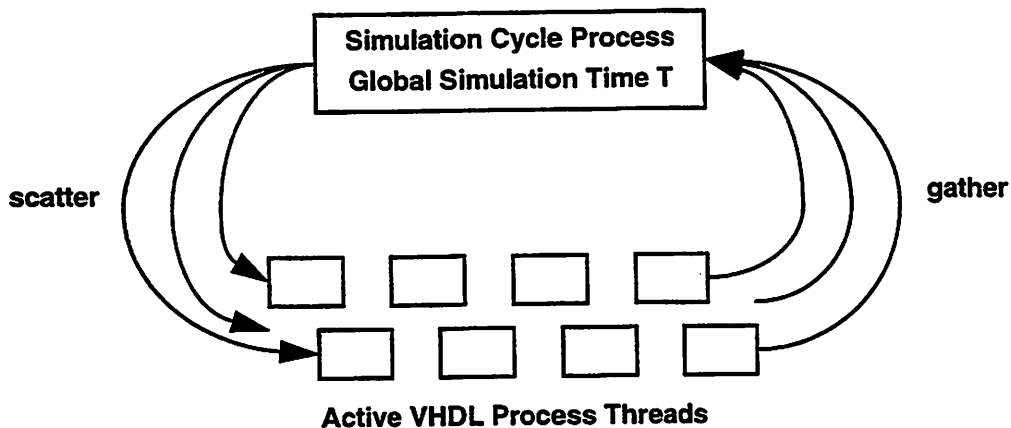 Simulation Cycle Process
Global Simulation Time T
scatter
gather
Active VHDL Process Threads